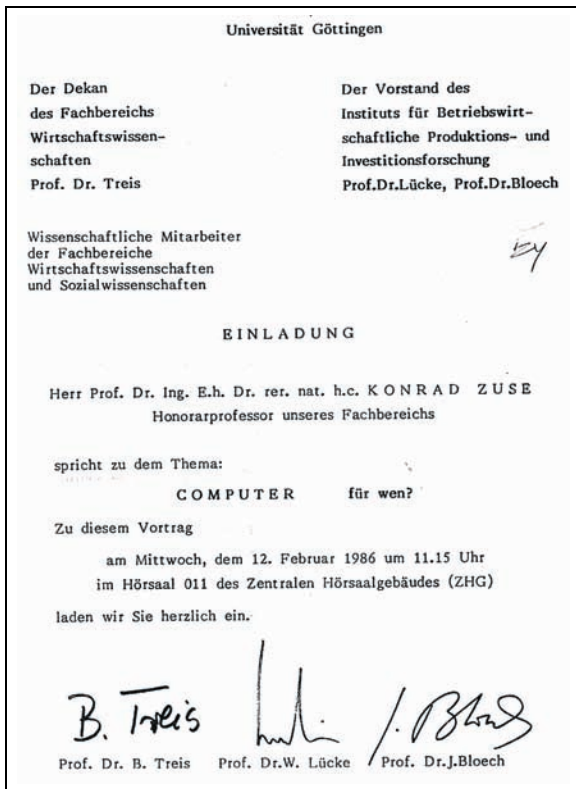 Universität Göttingen
Der Dekan
des Fachbereichs
Wirtschaftswissen-
schaften
Prof. Dr. Treis
Der Vorstand des
Instituts für Betriebswirt-
schaftliche Produktions- und
Investitionsforschung
Prof.Dr.Lücke, Prof.Dr.Bloech
Wissenschaftliche Mitarbeiter
der Fachbereiche
Wirtschaftswissenschaften
und Sozialwissenschaften
EINLADUNG
Herr Prof. Dr. Ing. E.h. Dr. rer. nat. h.c. KONRAD ZUSE
Honorarprofessor unseres Fachbereichs
spricht zu dem Thema:
COMPUTER für wen?
Zu diesem Vortrag
am Mittwoch, dem 12. Februar 1986 um 11.15 Uhr
im Hörsaal 011 des Zentralen Hörsaalgebäudes (ZHG)
laden wir Sie herzlich ein.
B. Treis
J. Bloech
Prof. Dr. B. Treis Prof. Dr.W. Lücke Prof. Dr.J.Bloech